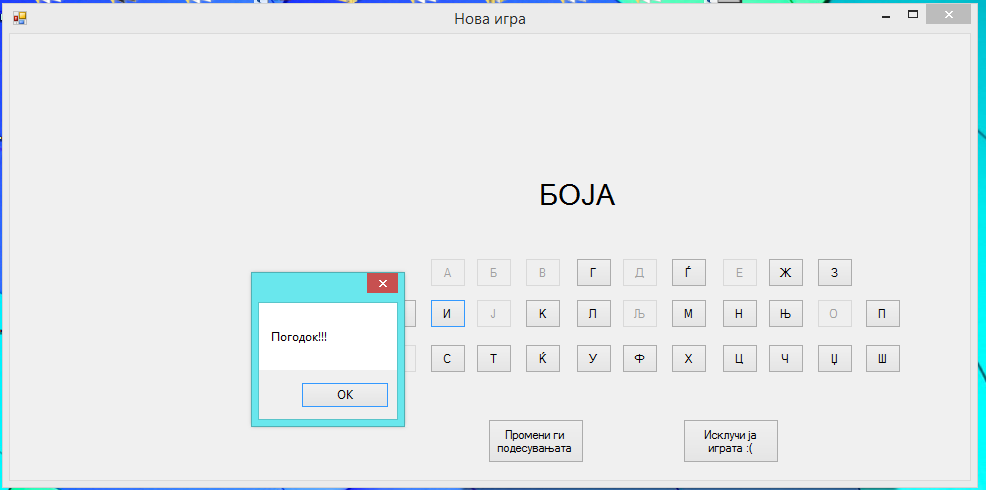 Нова игра
БОЈА
А Б В Г Д Ѓ Е Ж З
И Ј К Л Љ М Н Њ О П
С Т Ќ У Ф Х Ц Ч Џ Ш
Погодок!!!
OK
Промени ги
подесувањата
Исклучи ја
играта :(